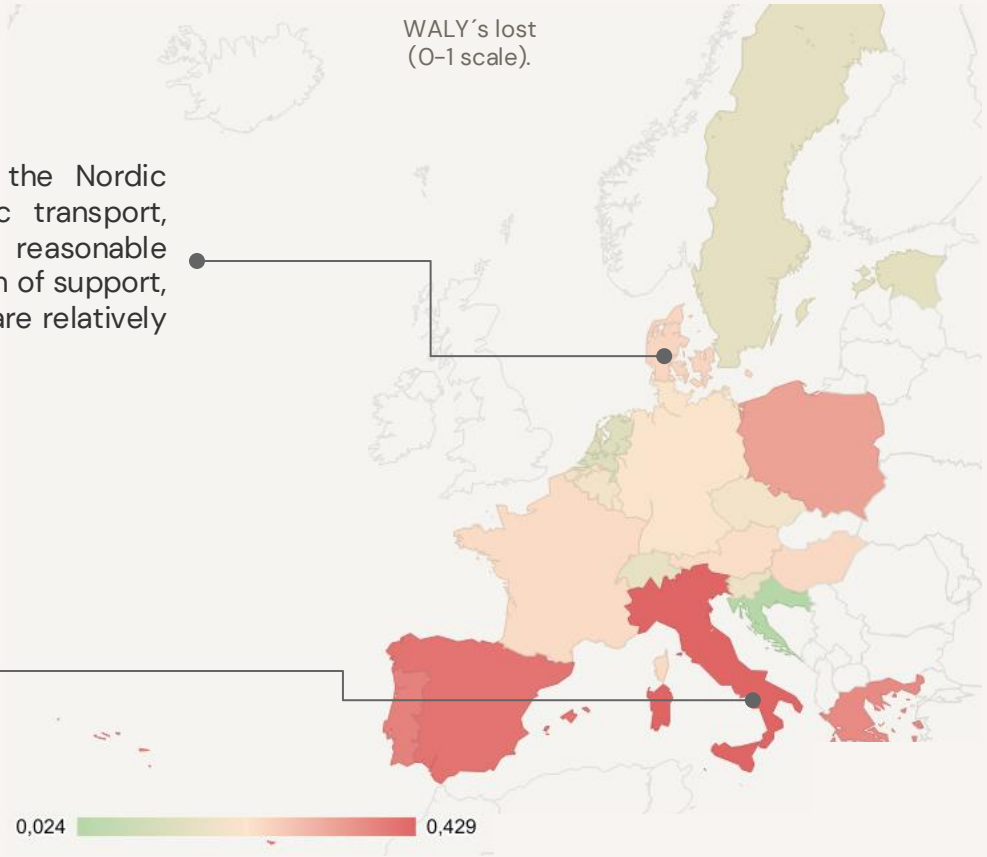 WALY´s lost
(0-1 scale).
the Nordic
transport,
reasonable
of support,
are relatively
0,024
0,429